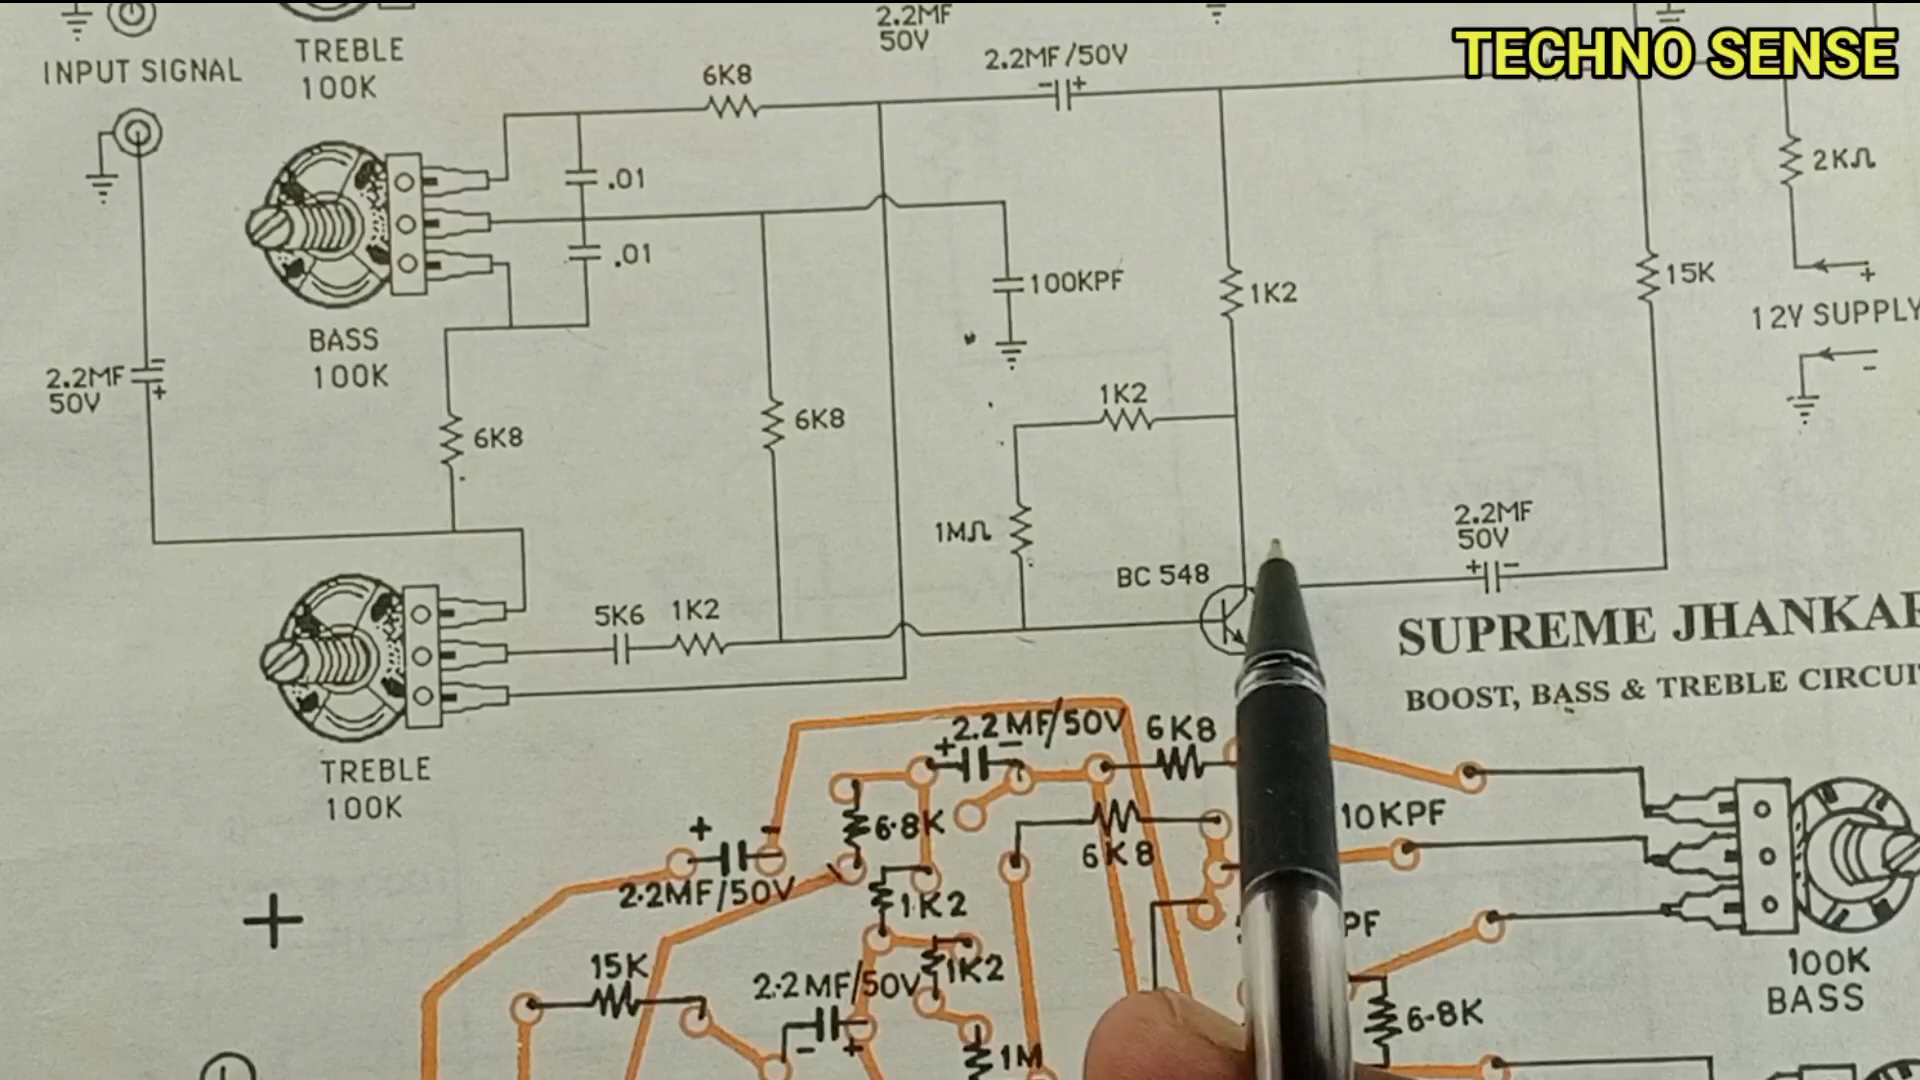 TECHNO SENSE
INPUT SIGNAL
TREBLE
100K
2.2MF
50V
2.2MF/50V
6K8
.01
.01
BASS
100K
100KPF
1K2
15K
2KΩ
+
12V SUPPLY
-
2.2MF
50V
-
+
6K8
6K8
1K2
1MΩ
BC 548
2.2MF
50V
+ -
5K6
1K2
TREBLE
100K
SUPREME JHANKAR
BOOST, BASS & TREBLE CIRCUI
2.2MF/50V
+ -
6K8
6K8
6.8K
+ -
2.2MF/50V
1K2
1K2
10KPF
PF
15K
2.2MF/50V
- +
1M
6-8K
100K
BASS
+